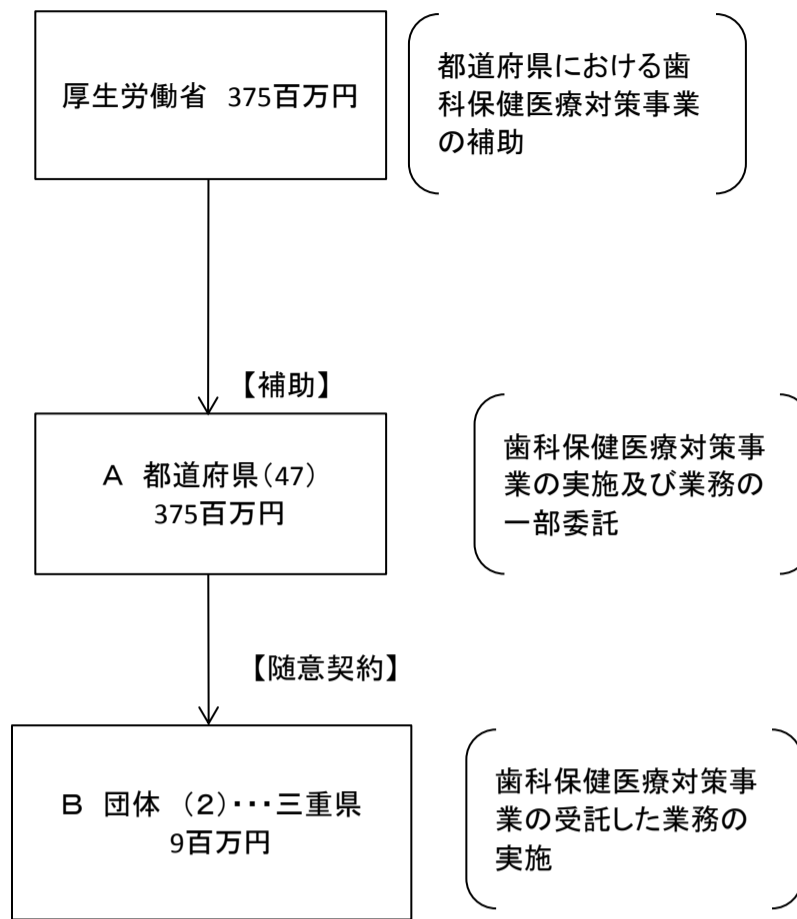 厚生労働省 375百万円
都道府県における歯
科保健医療対策事業
の補助
【補助】
A 都道府県(47)
375百万円
歯科保健医療対策事
業の実施及び業務の
一部委託
【随意契約】
B 団体 (2)・・・三重県
9百万円
歯科保健医療対策事
業の受託した業務の
実施